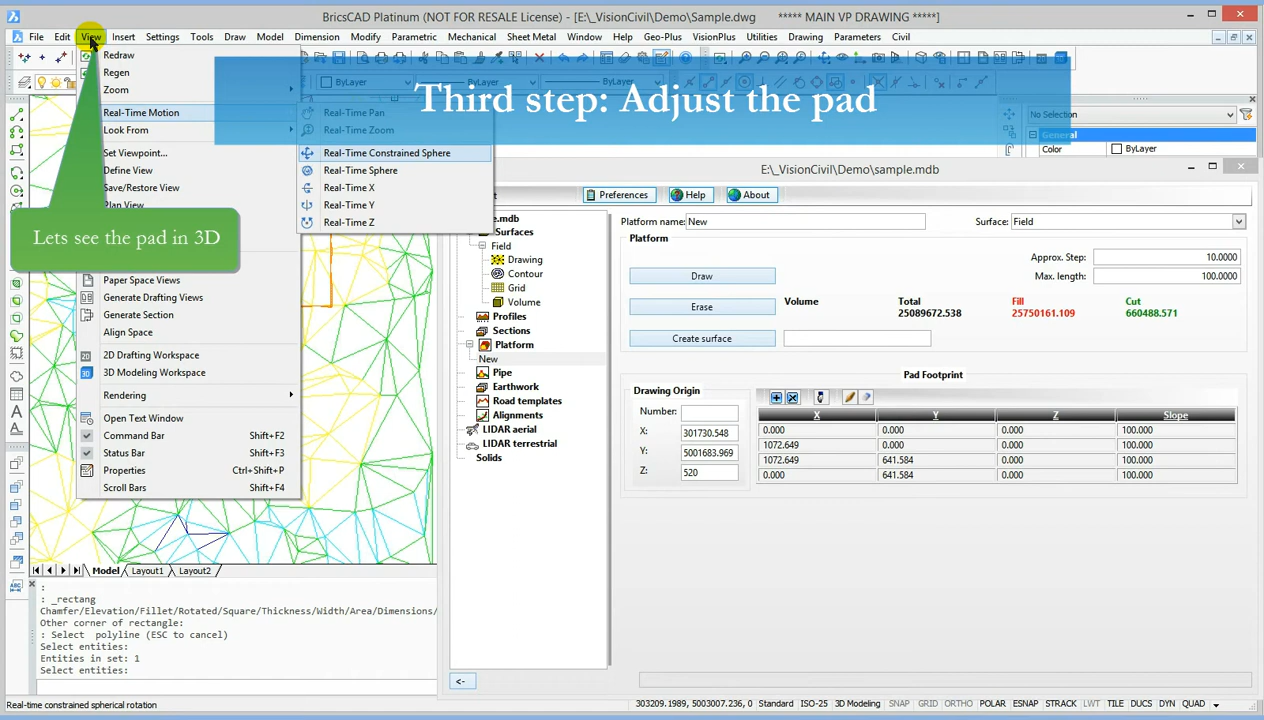 BricsCAD Platinum (NOT FOR RESALE License) - [E:\_VisionCivil\Demo\Sample.dwg ***** MAIN VP DRAWING *****]
File Edit View Insert Settings Tools Draw Model Dimension Modify Parametric Mechanical Sheet Metal Window Help Geo-Plus VisionPlus Utilities Drawing Parameters Civil
Third step: Adjust the pad
ByLayer ByLayer ByLayer
No Selection
General
Color ByLayer
Redraw
Regen
Zoom
Real-Time Motion
Look From
Set Viewpoint...
Define View
Save/Restore View
Plan View
Lets see the pad in 3D
Paper Space Views
Generate Drafting Views
Generate Section
Align Space
2D Drafting Workspace
3D Modeling Workspace
Rendering
Open Text Window
Command Bar Shift+F2
Status Bar Shift+F3
Properties Ctrl+Shift+P
Scroll Bars Shift+F4
Real-Time Pan
Real-Time Zoom
Real-Time Constrained Sphere
Real-Time Sphere
Real-Time X
Real-Time Y
Real-Time Z
E:\_VisionCivil\Demo\sample.mdb
Preferences Help About
Surfaces
Field
Drawing
Contour
Grid
Volume
Profiles
Sections
Platform
New
Pipe
Earthwork
Road templates
Alignments
LIDAR aerial
LIDAR terrestrial
Solids
<-
Platform name: New Surface: Field
Platform
Approx. Step: 10.0000
Max. length: 100.0000
Draw
Erase
Create surface
Volume Total Fill Cut
25089672.538 25750161.109 660488.571
Drawing Origin
Number:
X: 301730.548
Y: 5001683.969
Z: 520
Pad Footprint
X Y Z Slope
0.000 0.000 0.000 100.000
1072.649 0.000 0.000 100.000
1072.649 641.584 0.000 100.000
0.000 641.584 0.000 100.000
Model Layout1 Layout2
:
: _rectang
Chamfer/Elevation/Fillet/Rotated/Square/Thickness/Width/Area/Dimensions/
Other corner of rectangle:
: Select polyline (ESC to cancel)
Select entities:
Entities in set: 1
Select entities:
Real-time constrained spherical rotation
303209.1989, 5003007.236, 0 Standard ISO-25 3D Modeling SNAP GRID ORTHO POLAR ESNAP STRACK LWT TILE DUCS DYN QUAD